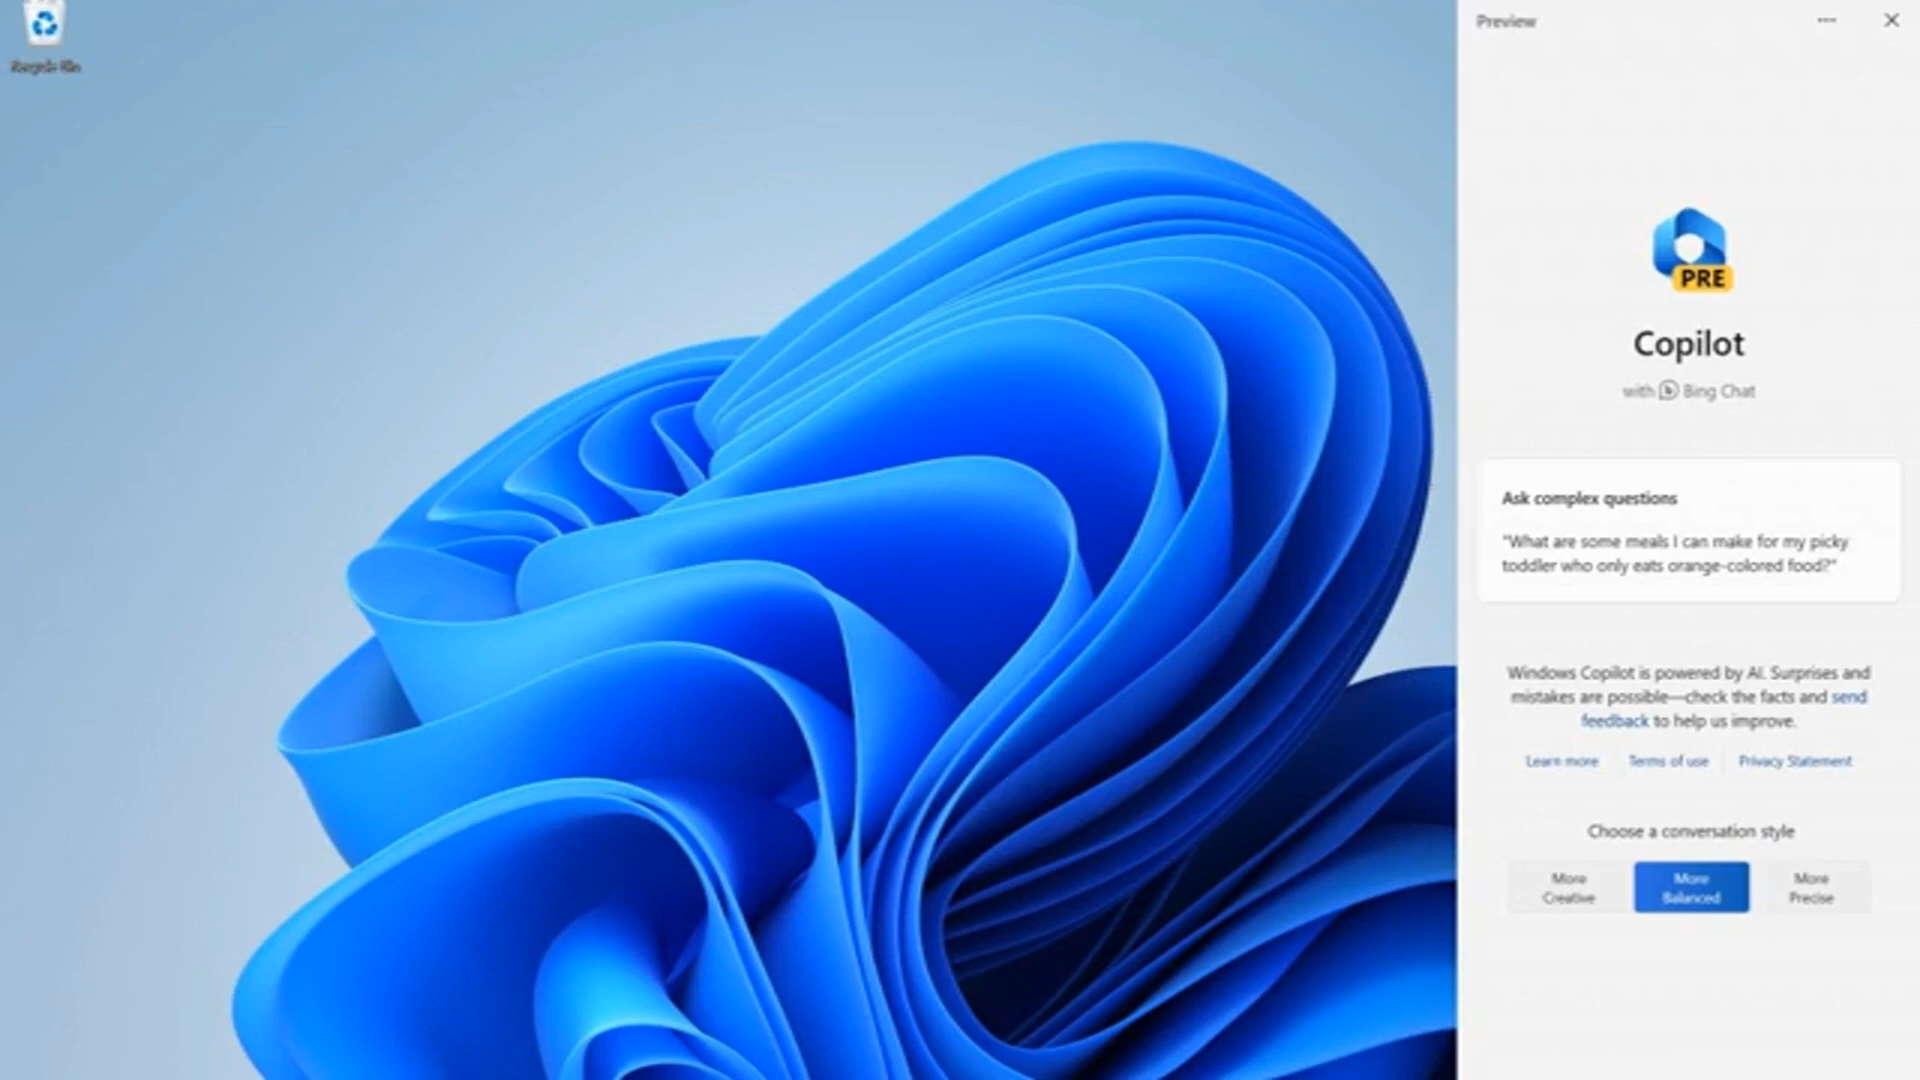 Recycle Bin
Preview
PRE
Copilot
with Bing Chat
Ask complex questions
"What are some meals I can make for my picky
toddler who only eats orange-colored food?"
Windows Copilot is powered by AI. Surprises and
mistakes are possible—check the facts and send
feedback to help us improve.
Learn more Terms of use Privacy Statement
Choose a conversation style
More
Creative
More
Balanced
More
Precise